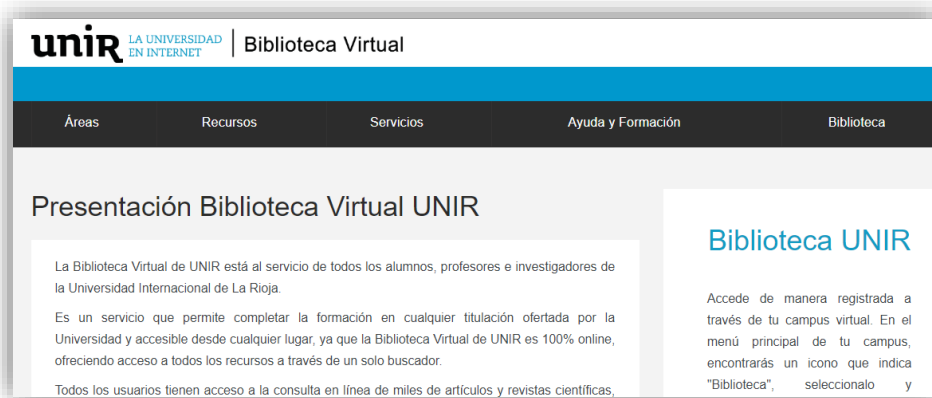 unir LA UNIVERSIDAD EN INTERNET Biblioteca Virtual
Áreas Recursos Servicios Ayuda y Formación Biblioteca
Presentación Biblioteca Virtual UNIR
La Biblioteca Virtual de UNIR está al servicio de todos los alumnos, profesores e investigadores de
la Universidad Internacional de La Rioja.
Es un servicio que permite completar la formación en cualquier titulación ofertada por la
Universidad y accesible desde cualquier lugar, ya que la Biblioteca Virtual de UNIR es 100% online,
ofreciendo acceso a todos los recursos a través de un solo buscador.
Todos los usuarios tienen acceso a la consulta en línea de miles de artículos y revistas científicas,
Biblioteca UNIR
Accede de manera registrada a
través de tu campus virtual. En el
menú principal de tu campus,
encontrarás un icono que indica
"Biblioteca", seleccionalo y